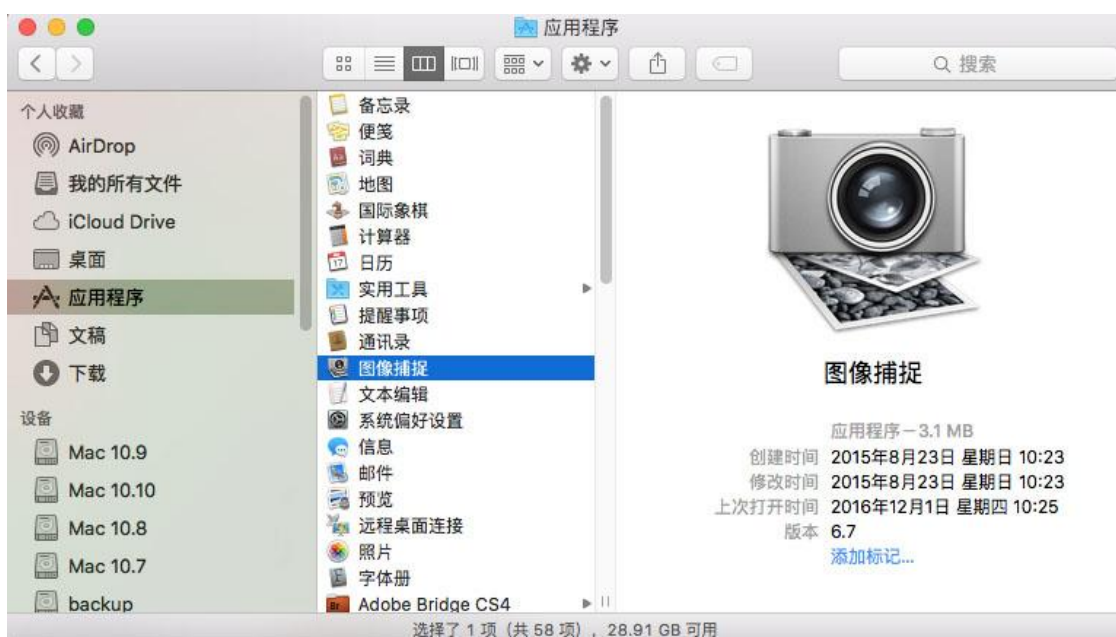 应用程序
搜索
个人收藏
AirDrop
我的所有文件
iCloud Drive
桌面
应用程序
文稿
下载
设备
Mac 10.9
Mac 10.10
Mac 10.8
Mac 10.7
backup
备忘录
便笺
词典
地图
国际象棋
计算器
日历
实用工具
提醒事项
通讯录
图像捕捉
文本编辑
系统偏好设置
信息
邮件
预览
远程桌面连接
照片
字体册
Adobe Bridge CS4
图像捕捉
应用程序－3.1 MB
创建时间 2015年8月23日 星期日 10:23
修改时间 2015年8月23日 星期日 10:23
上次打开时间 2016年12月1日 星期四 10:25
版本 6.7
添加标记...
选择了 1 项（共 58 项），28.91 GB 可用